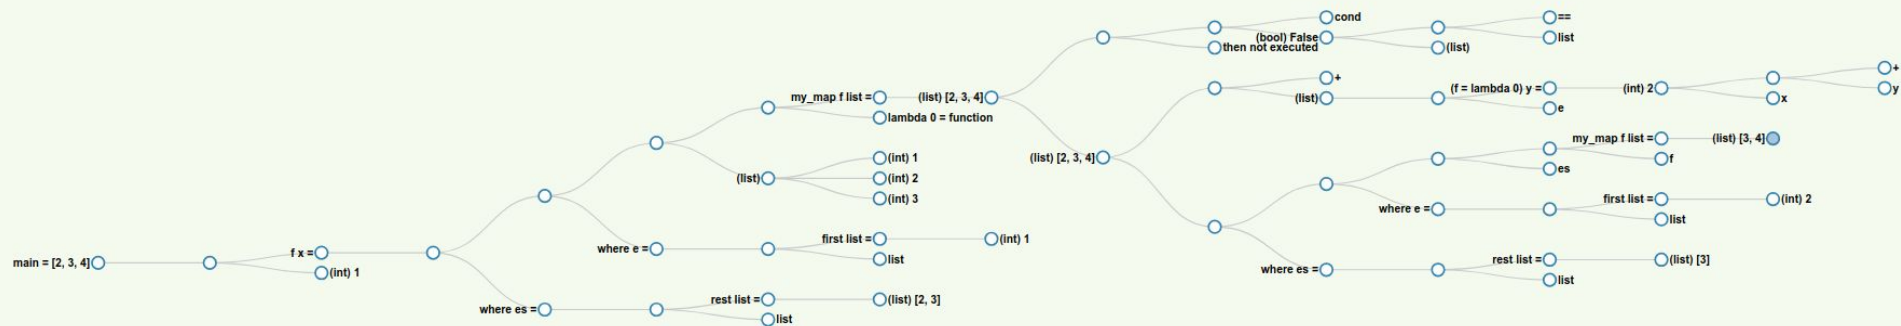 main = [2, 3, 4]
f x =
(int) 1
my_map f list =
(list) [2, 3, 4]
lambda 0 = function
(list)
(int) 1
(int) 2
(int) 3
where e =
first list =
(int) 1
list
where es =
rest list =
(list) [2, 3]
list
cond
(bool) False
then not executed
==
list
(list)
(list) [2, 3, 4]
+
(list)
(f = lambda 0) y =
(int) 2
+
y
x
e
my_map f list =
(list) [3, 4]
f
es
where e =
first list =
(int) 2
list
where es =
rest list =
(list) [3]
list